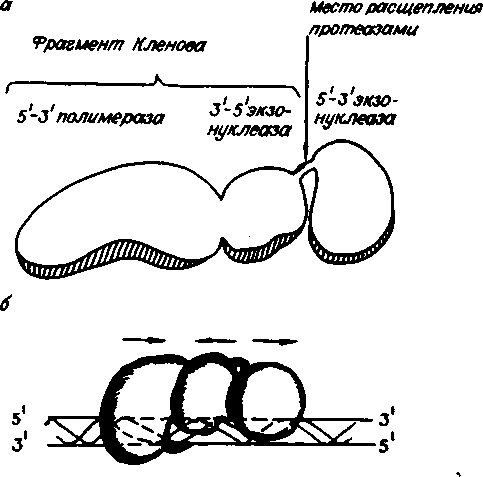 а
Место расщепления
протеазами
Фрагмент Кленова
5'-3' полимераза
3'-5' экзо-
нуклеаза
5'-3' экзо-
нуклеаза
б
5'
3'
3'
5'